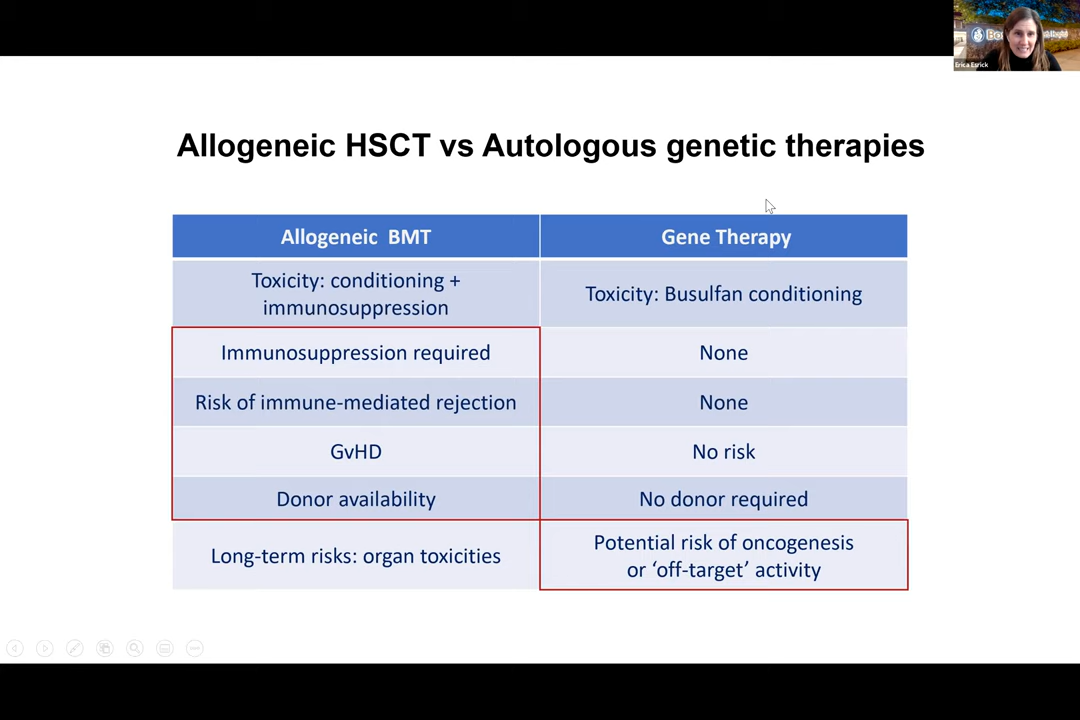 Erica Esrick
Allogeneic HSCT vs Autologous genetic therapies
Allogeneic BMT
Gene Therapy
Toxicity: conditioning +
immunosuppression
Toxicity: Busulfan conditioning
Immunosuppression required
None
Risk of immune-mediated rejection
None
GvHD
No risk
Donor availability
No donor required
Long-term risks: organ toxicities
Potential risk of oncogenesis
or ‘off-target’ activity